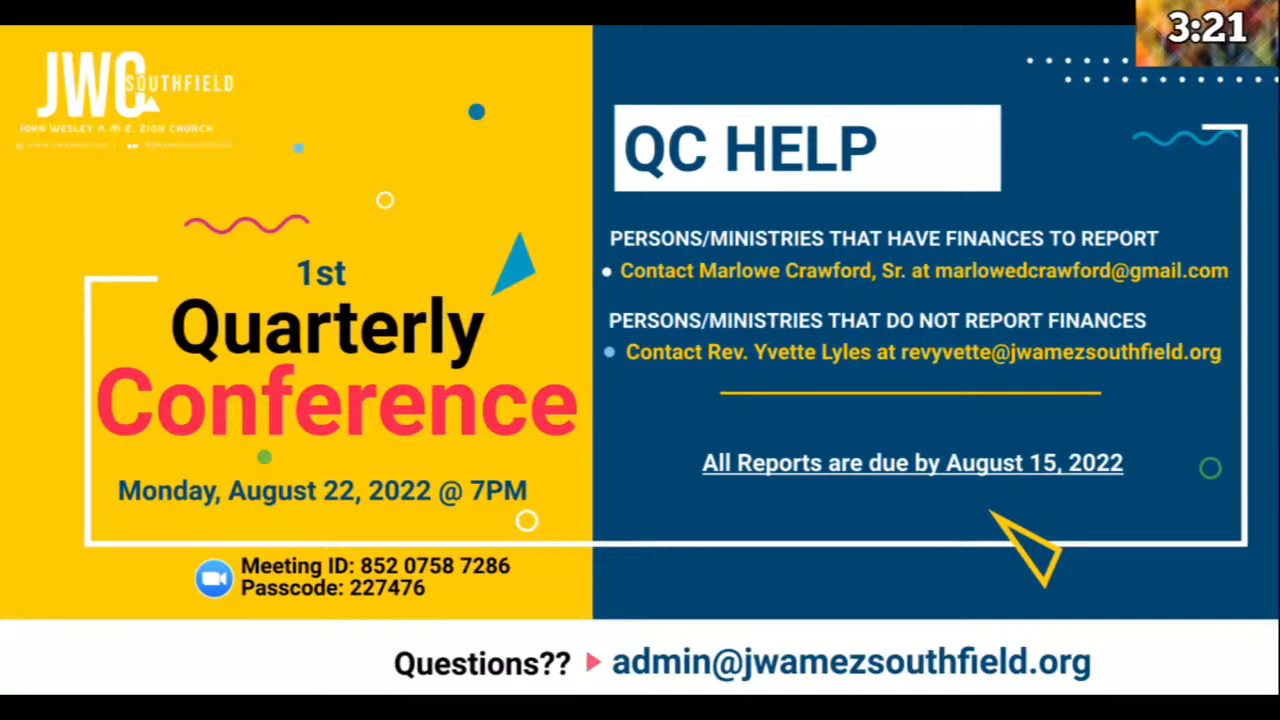 3:21
JWC
SOUTHFIELD
JOHN WESLEY A.M.E. ZION CHURCH
1st
Quarterly
Conference
Monday, August 22, 2022 @ 7PM
Meeting ID: 852 0758 7286
Passcode: 227476
QC HELP
PERSONS/MINISTRIES THAT HAVE FINANCES TO REPORT
Contact Marlowe Crawford, Sr. at marlowedcrawford@gmail.com
PERSONS/MINISTRIES THAT DO NOT REPORT FINANCES
Contact Rev. Yvette Lyles at revyvette@jwamezsouthfield.org
All Reports are due by August 15, 2022
Questions?? admin@jwamezsouthfield.org